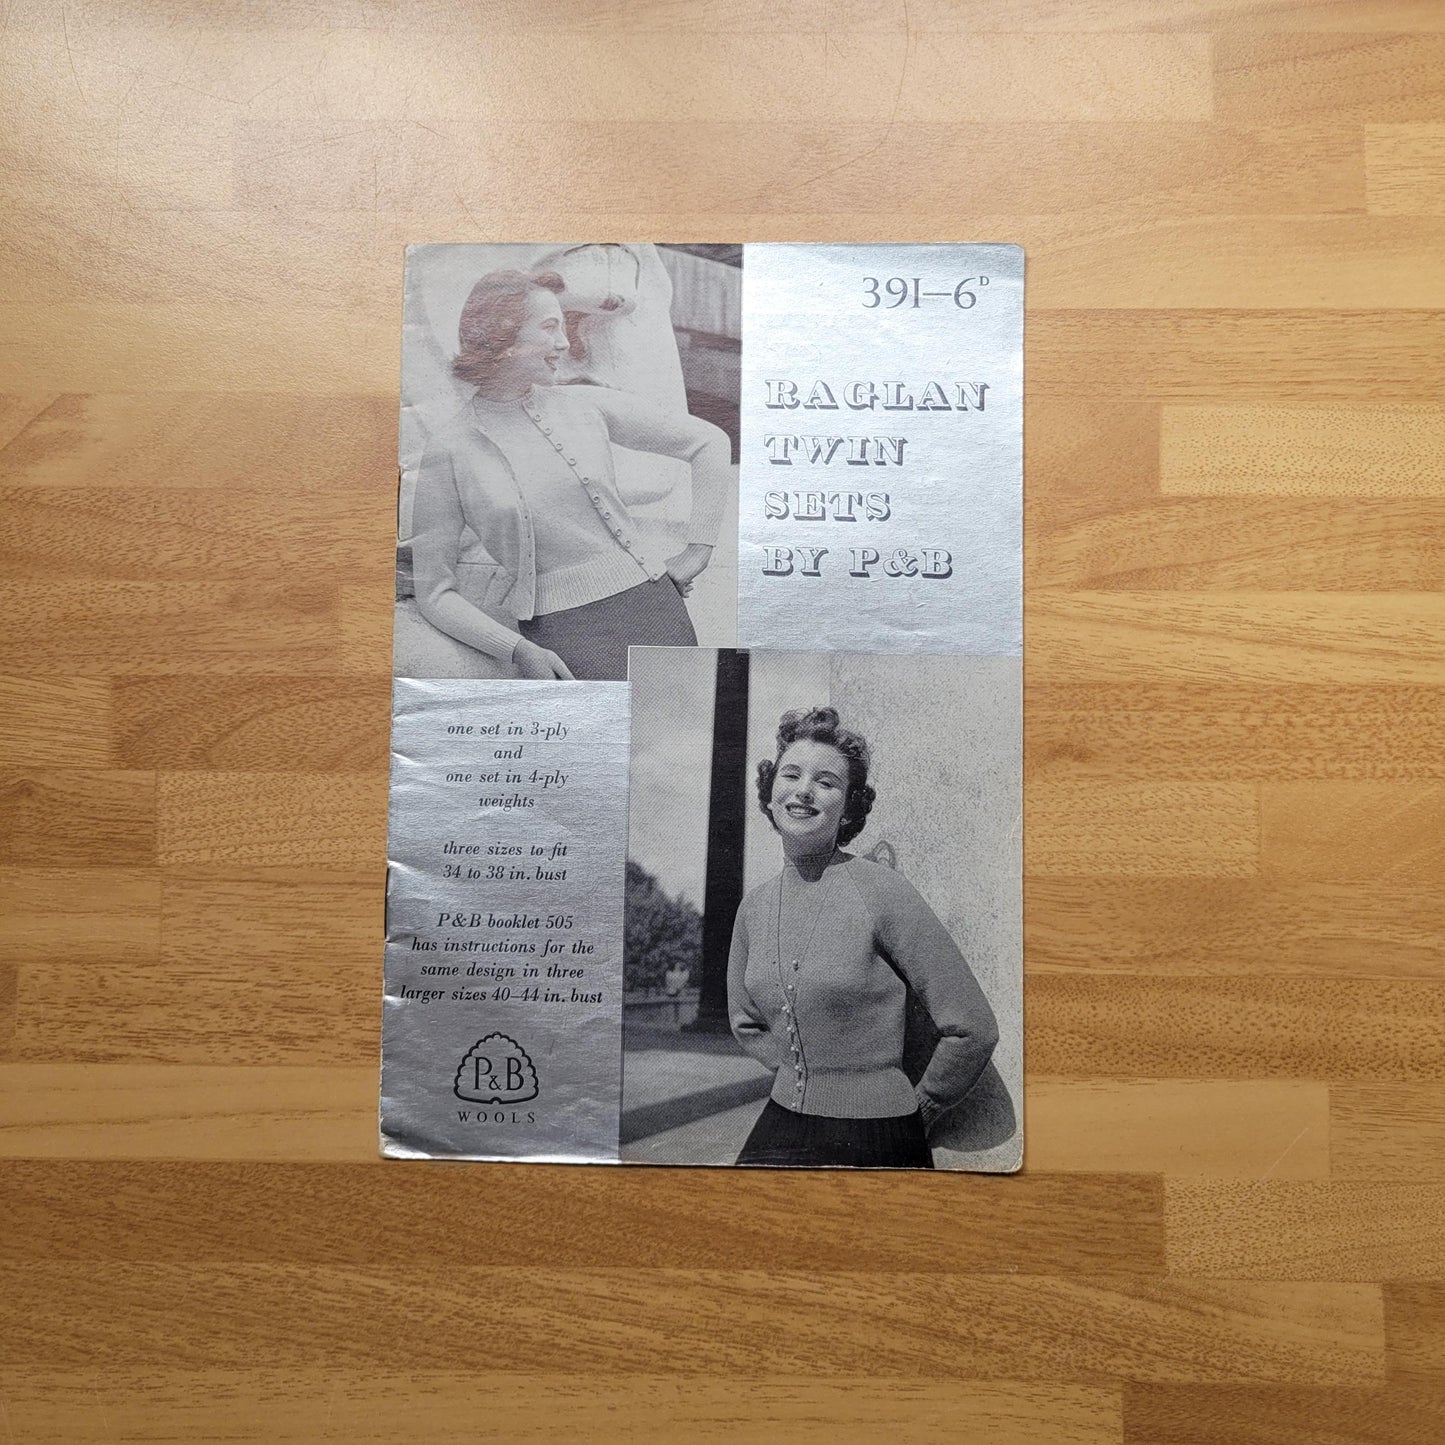 391–6D
RAGLAN
TWIN
SETS
BY P&B
one set in 3-ply
and
one set in 4-ply
weights
three sizes to fit
34 to 38 in. bust
P & B booklet 505
has instructions for the
same design in three
larger sizes 40–44 in. bust
P&B
WOOLS